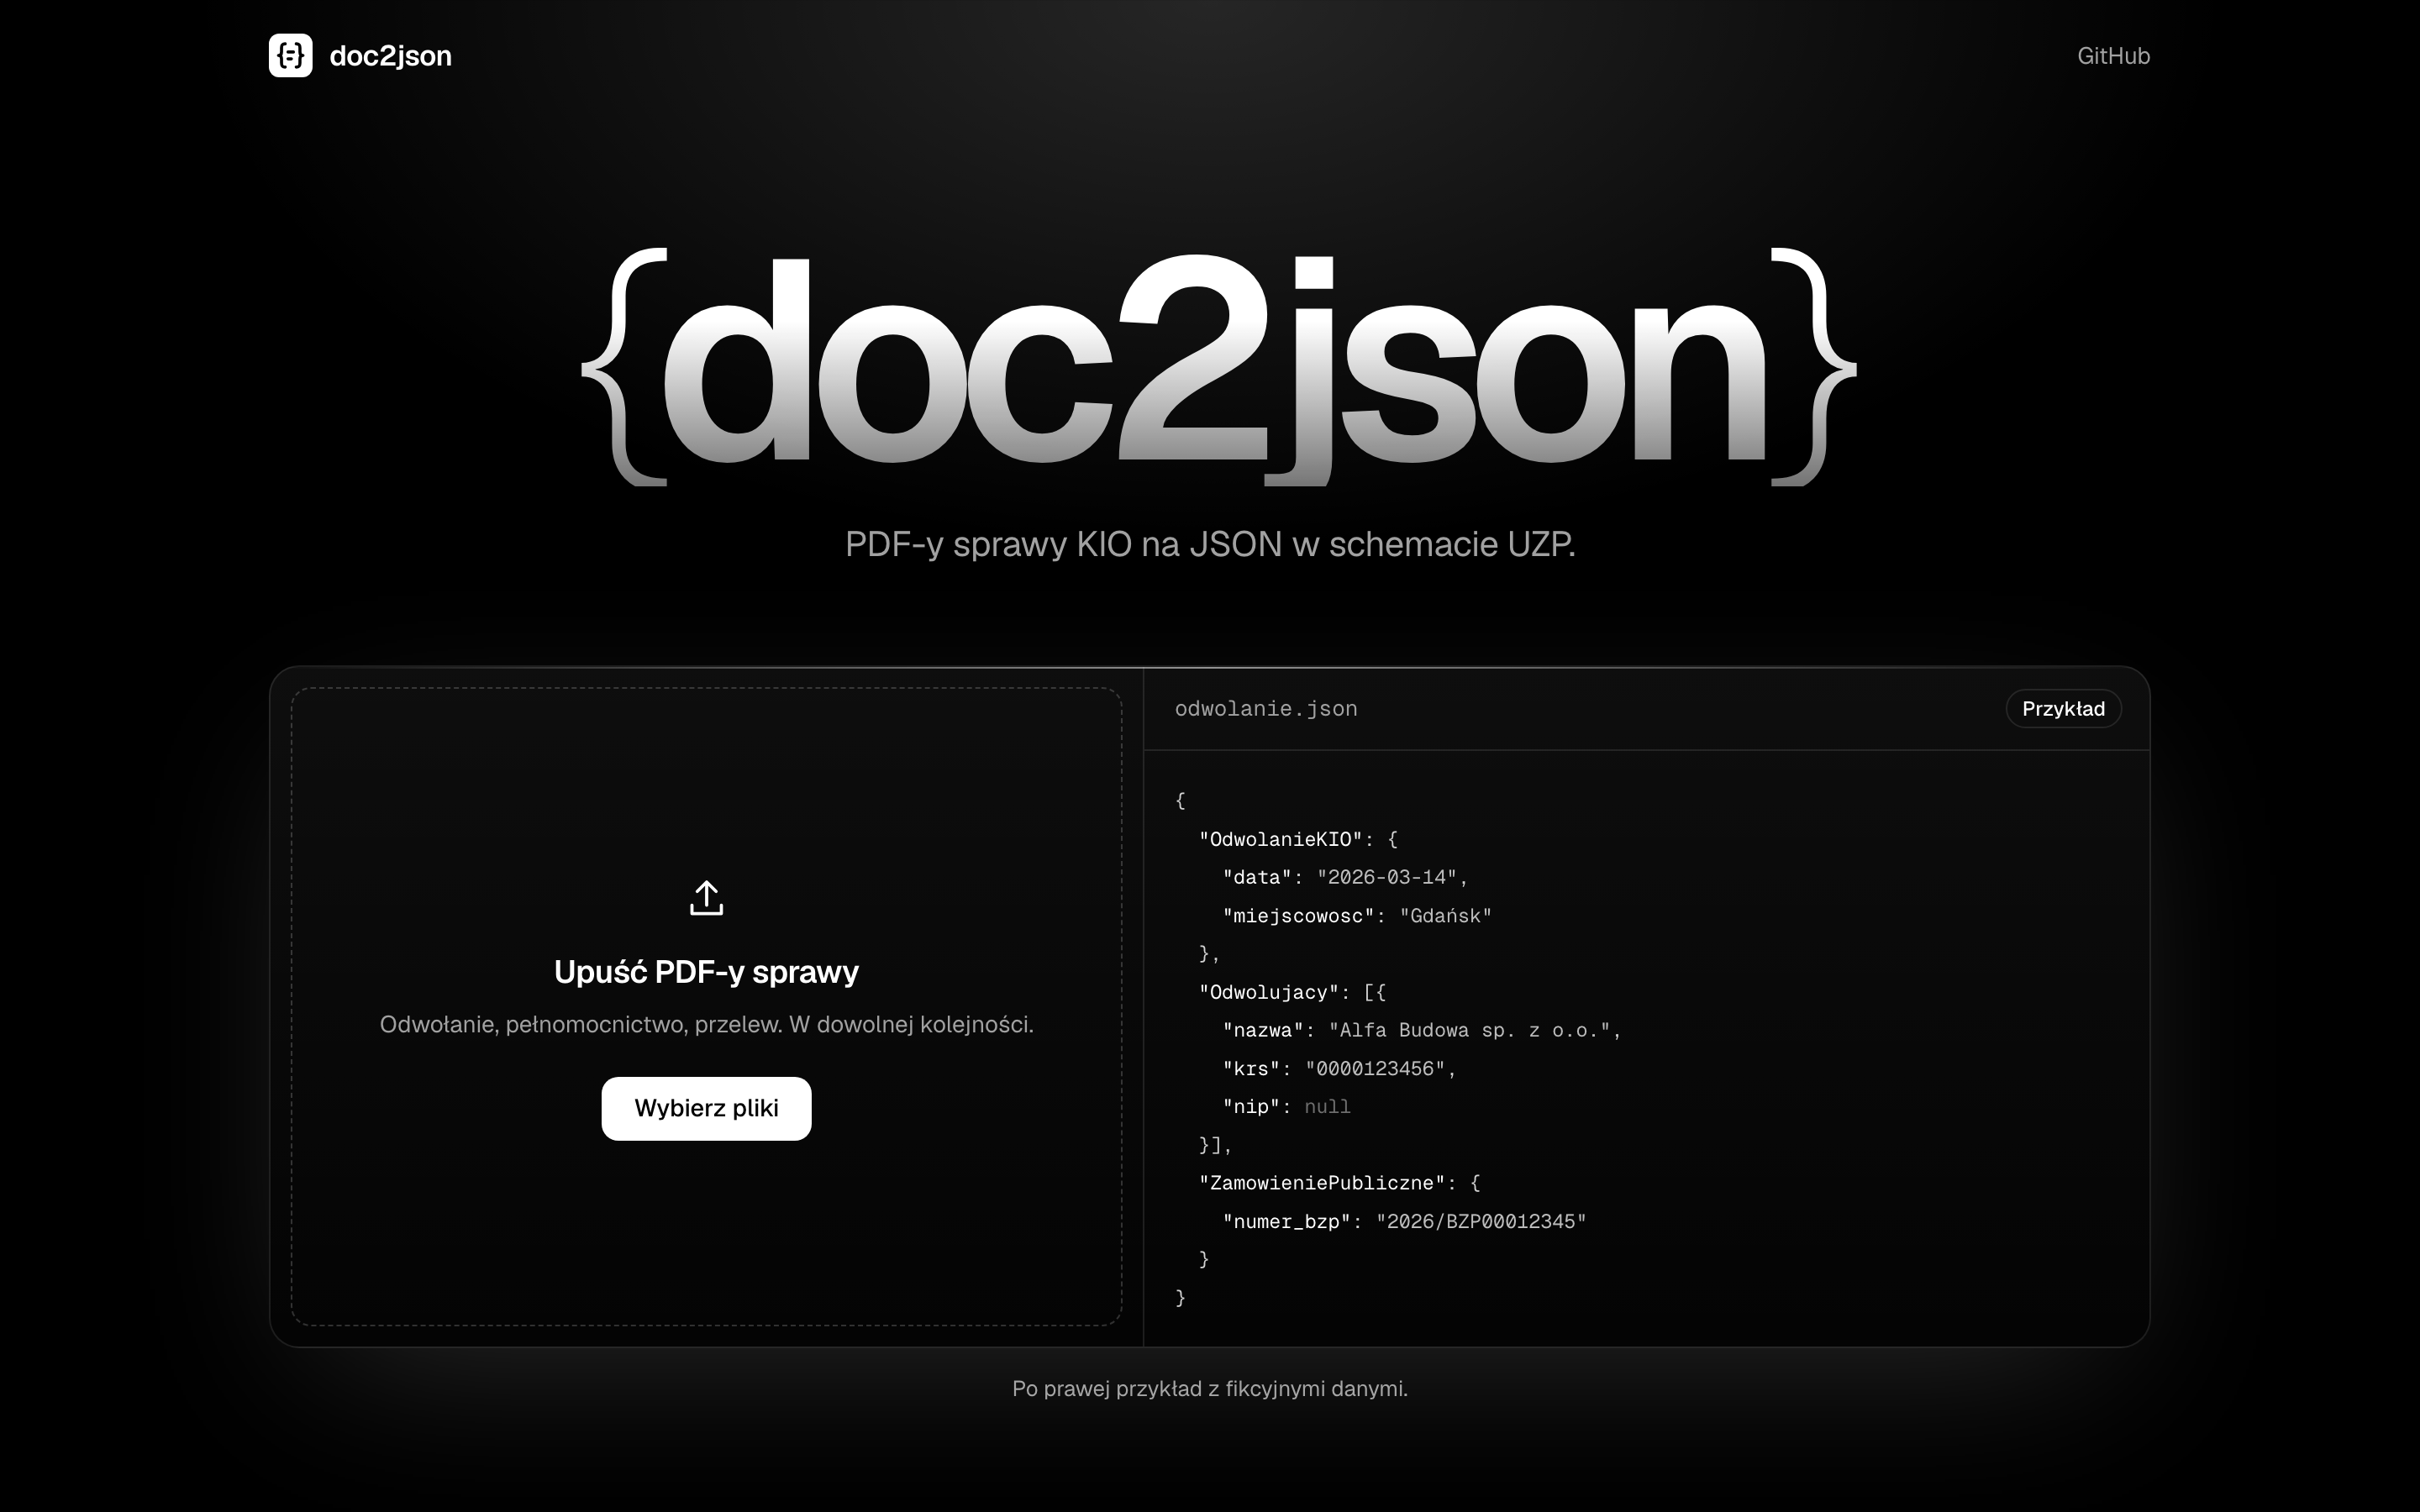 doc2json
GitHub
{doc2json}
PDF-y sprawy KIO na JSON w schemacie UZP.
Upuść PDF-y sprawy
Odwołanie, pełnomocnictwo, przelew. W dowolnej kolejności.
Wybierz pliki
odwolanie.json
Przykład
{
  "OdwolanieKIO": {
    "data": "2026-03-14",
    "miejscowosc": "Gdańsk"
  },
  "Odwolujacy": [{
    "nazwa": "Alfa Budowa sp. z o.o.",
    "krs": "0000123456",
    "nip": null
  }],
  "ZamowieniePubliczne": {
    "numer_bzp": "2026/BZP00012345"
  }
}
Po prawej przykład z fikcyjnymi danymi.